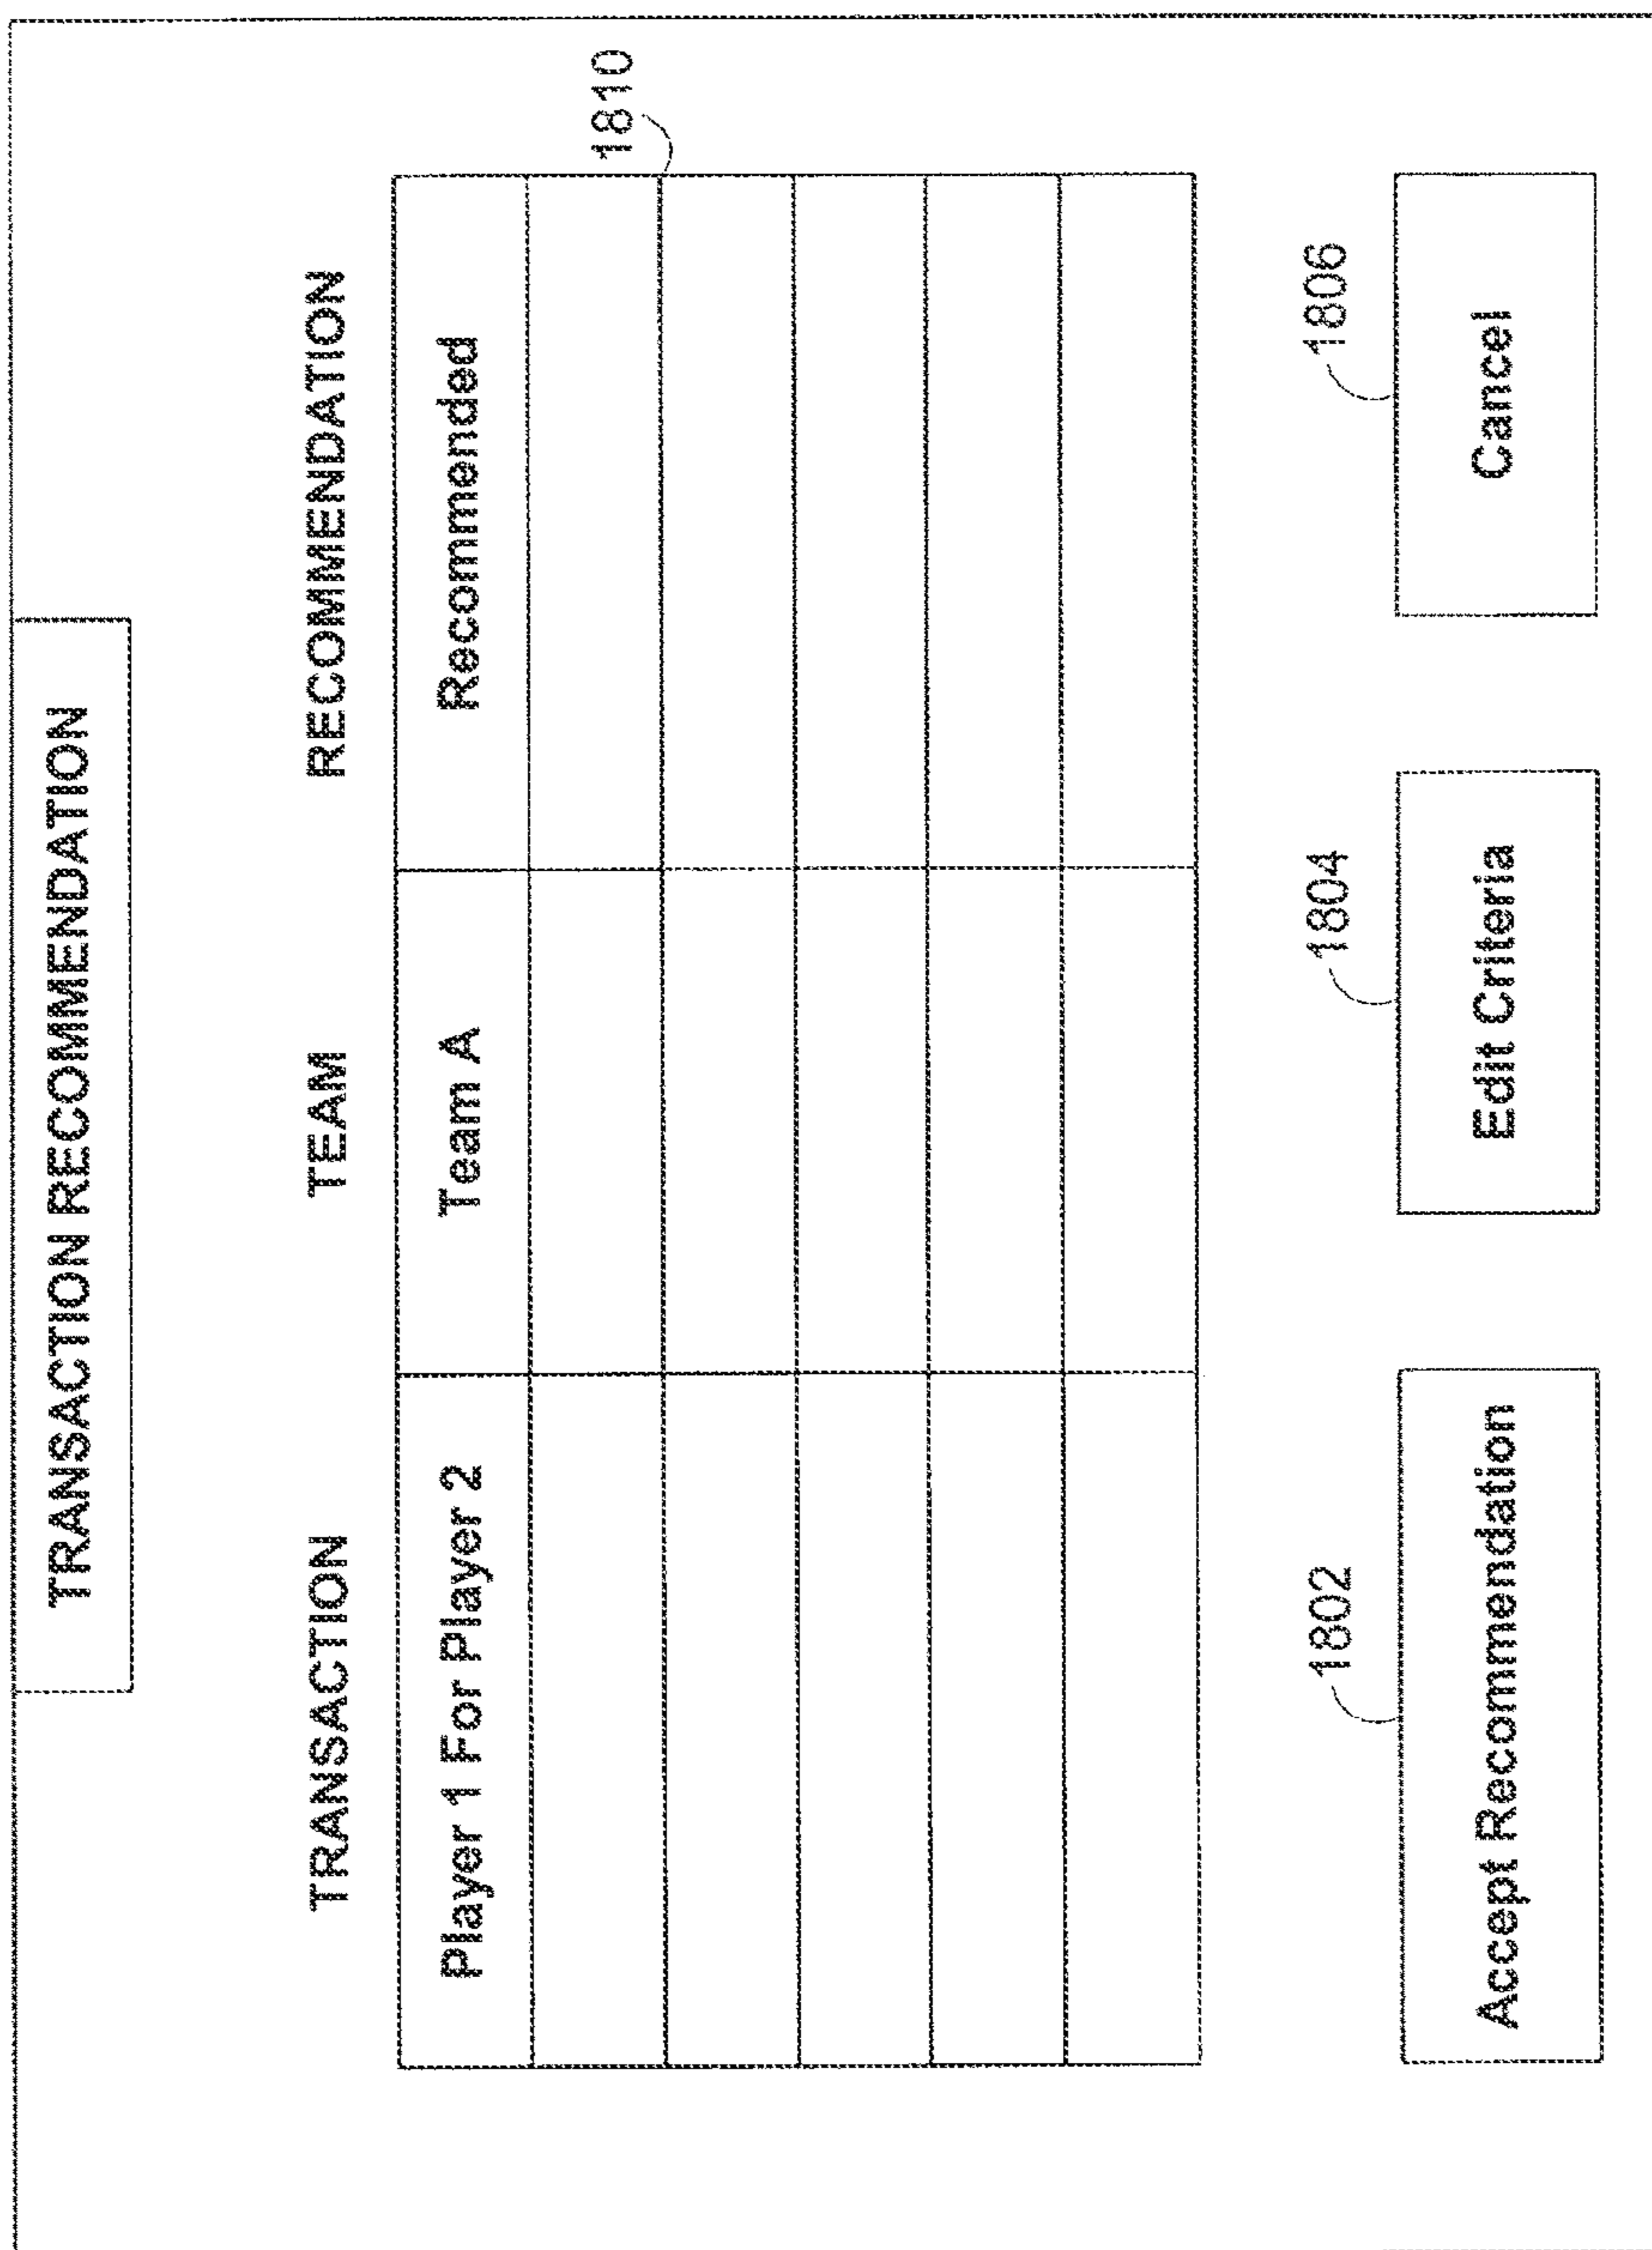 TRANSACTION RECOMMENDATION
TRANSACTION TEAM RECOMMENDATION
1810
Player 1 For Player 2 Team A Recommended
1802 1804 1806
Accept Recommendation Edit Criteria Cancel